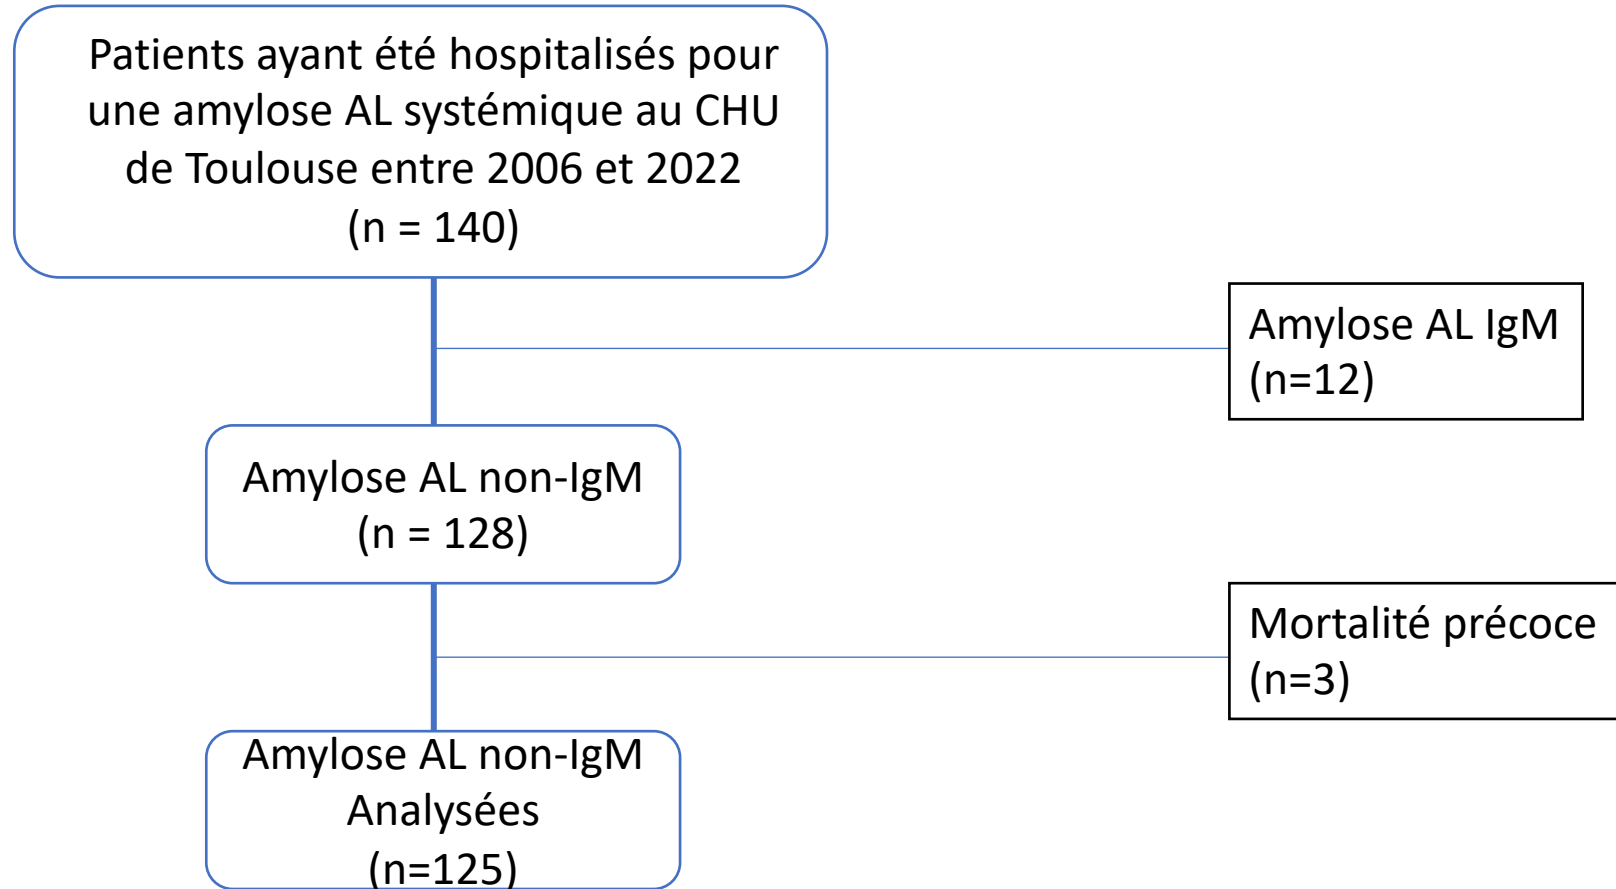 Patients ayant été hospitalisés pour
une amylose AL systémique au CHU
de Toulouse entre 2006 et 2022
(n = 140)
Amylose AL IgM
(n=12)
Amylose AL non-IgM
(n = 128)
Mortalité précoce
(n=3)
Amylose AL non-IgM
Analysées
(n=125)